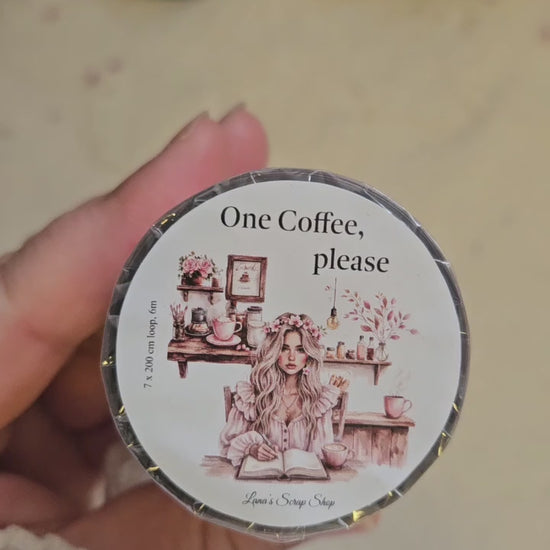 One Coffee,
please
7 x 200 cm loop, 6m
Lana's Scrap Shop